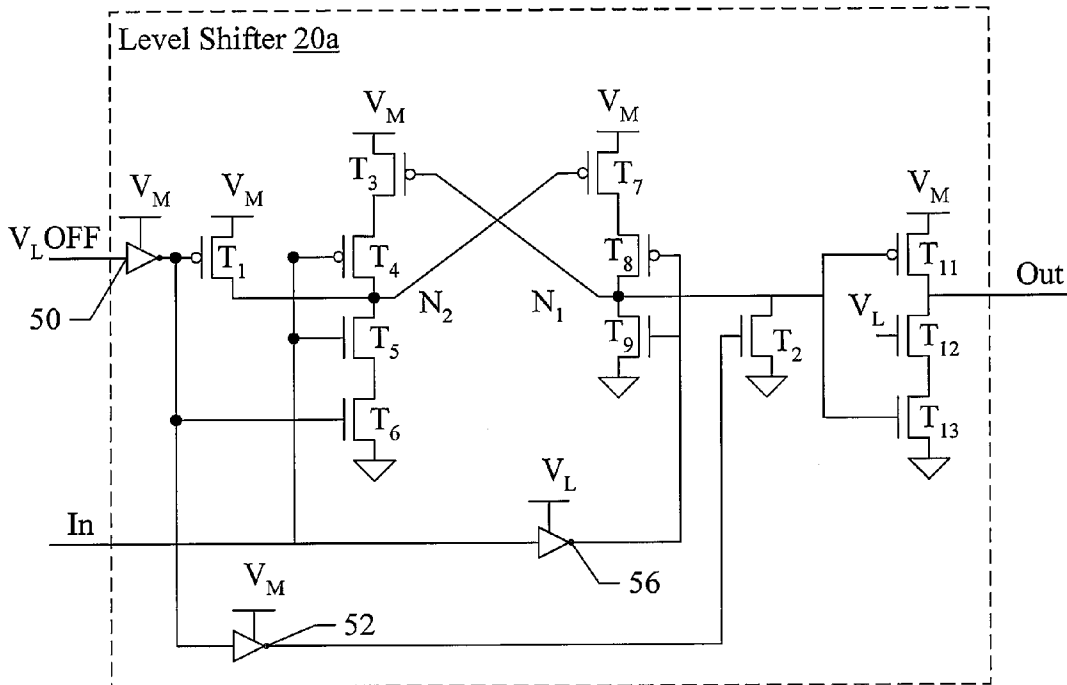 Level Shifter 20a
V_M
V_M
T_3
T_7
V_M
V_M
V_M
V_L OFF
T_1
T_4
T_8
T_11
Out
50
N_2
N_1
V_L
T_5
T_9
T_2
T_12
T_6
T_13
In
V_L
56
V_M
52